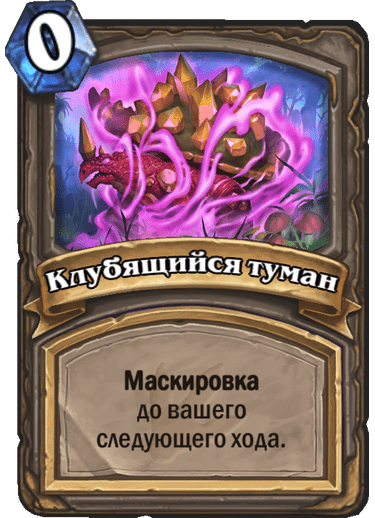 0
Клубящийся туман
Маскировка
до вашего
следующего хода.